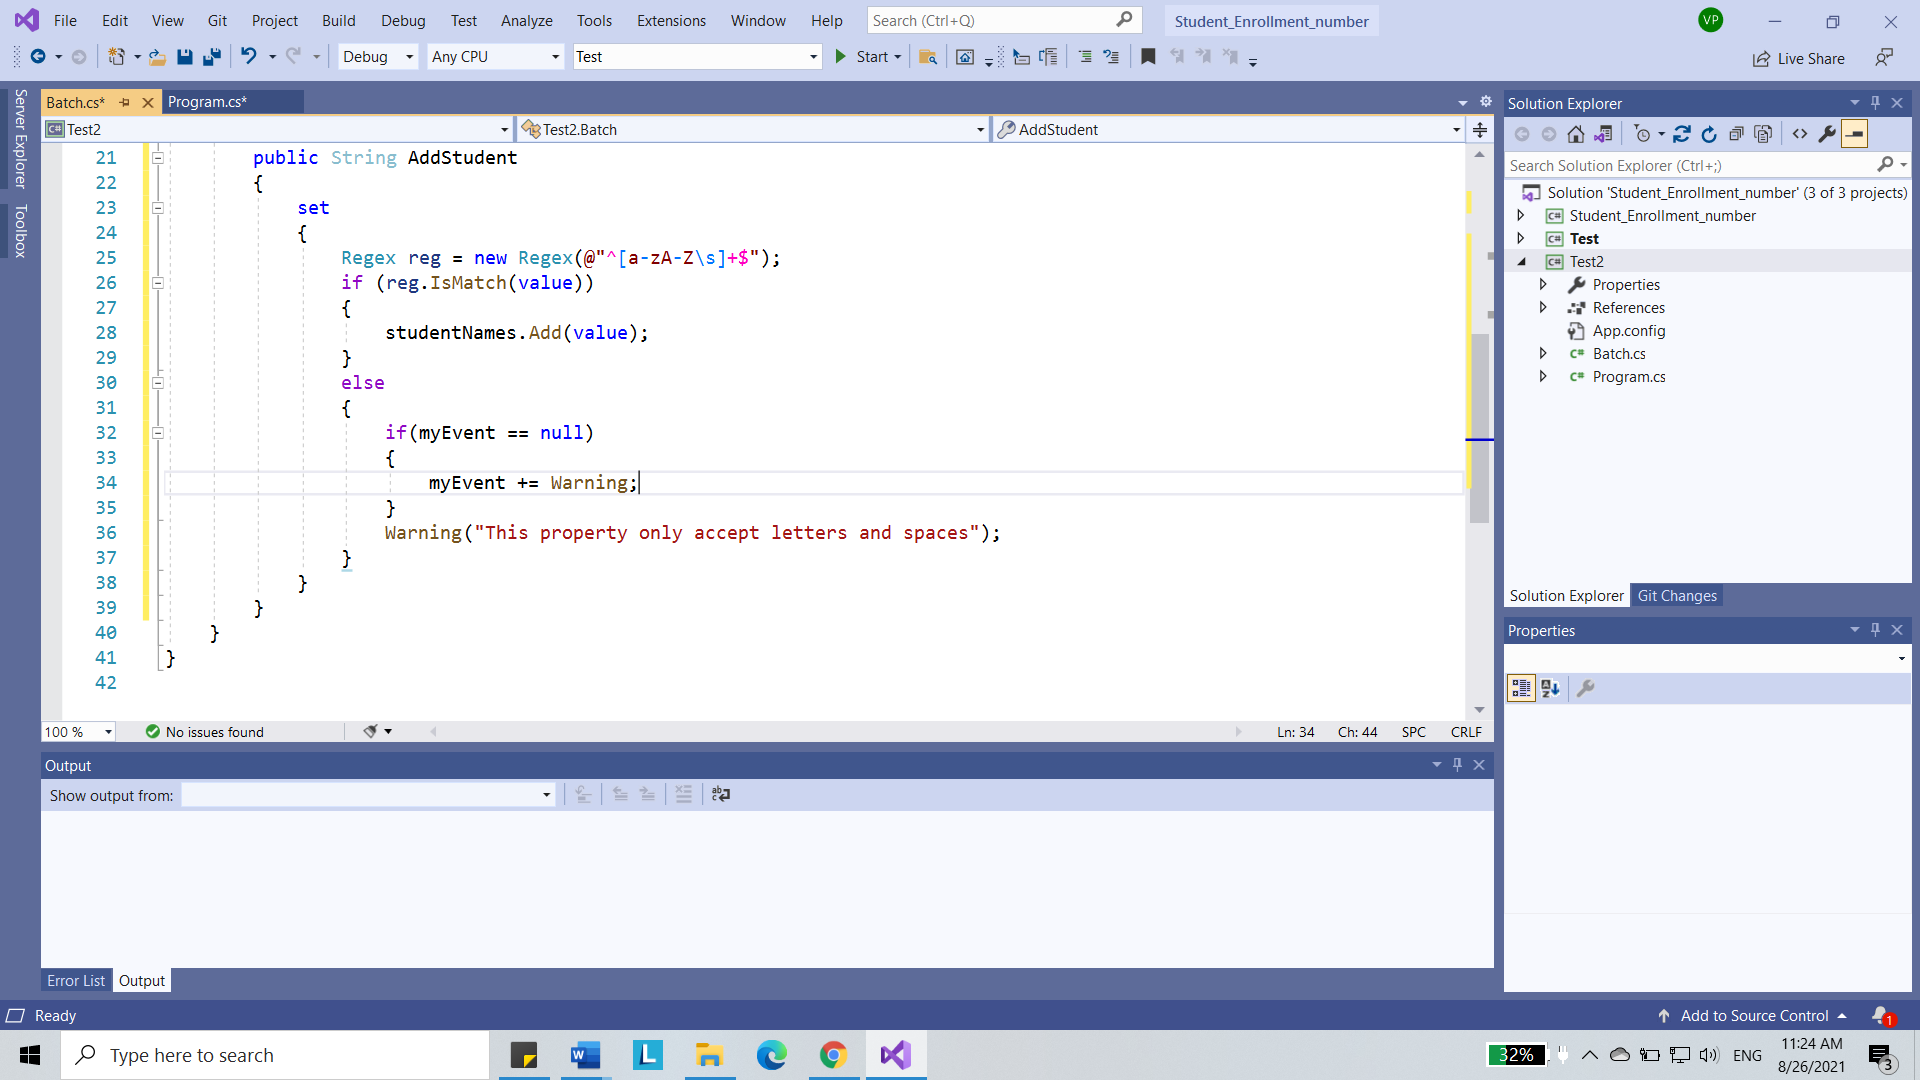 File Edit View Git Project Build Debug Test Analyze Tools Extensions Window Help Search (Ctrl+Q) Student_Enrollment_number VP
Debug Any CPU Test Start Live Share
Server Explorer
Toolbox
Batch.cs* Program.cs*
C# Test2 Test2.Batch AddStudent
21 public String AddStudent
22 {
23 set
24 {
25 Regex reg = new Regex(@"^[a-zA-Z\s]+$");
26 if (reg.IsMatch(value))
27 {
28 studentNames.Add(value);
29 }
30 else
31 {
32 if(myEvent == null)
33 {
34 myEvent += Warning;
35 }
36 Warning("This property only accept letters and spaces");
37 }
38 }
39 }
40 }
41 }
42
100 % No issues found Ln: 34 Ch: 44 SPC CRLF
Output
Show output from:
Error List Output
Solution Explorer
Search Solution Explorer (Ctrl+;)
Solution 'Student_Enrollment_number' (3 of 3 projects)
C# Student_Enrollment_number
C# Test
C# Test2
Properties
References
App.config
C# Batch.cs
C# Program.cs
Solution Explorer Git Changes
Properties
Ready Add to Source Control 1
Type here to search L 32% ENG 11:24 AM
8/26/2021 3